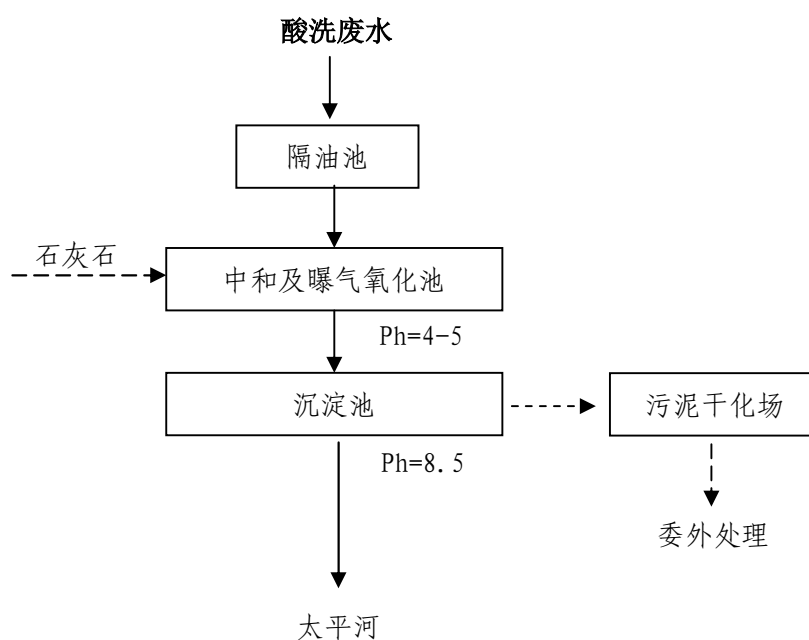 酸洗废水
隔油池
石灰石
中和及曝气氧化池
Ph=4-5
沉淀池
污泥干化场
Ph=8.5
委外处理
太平河